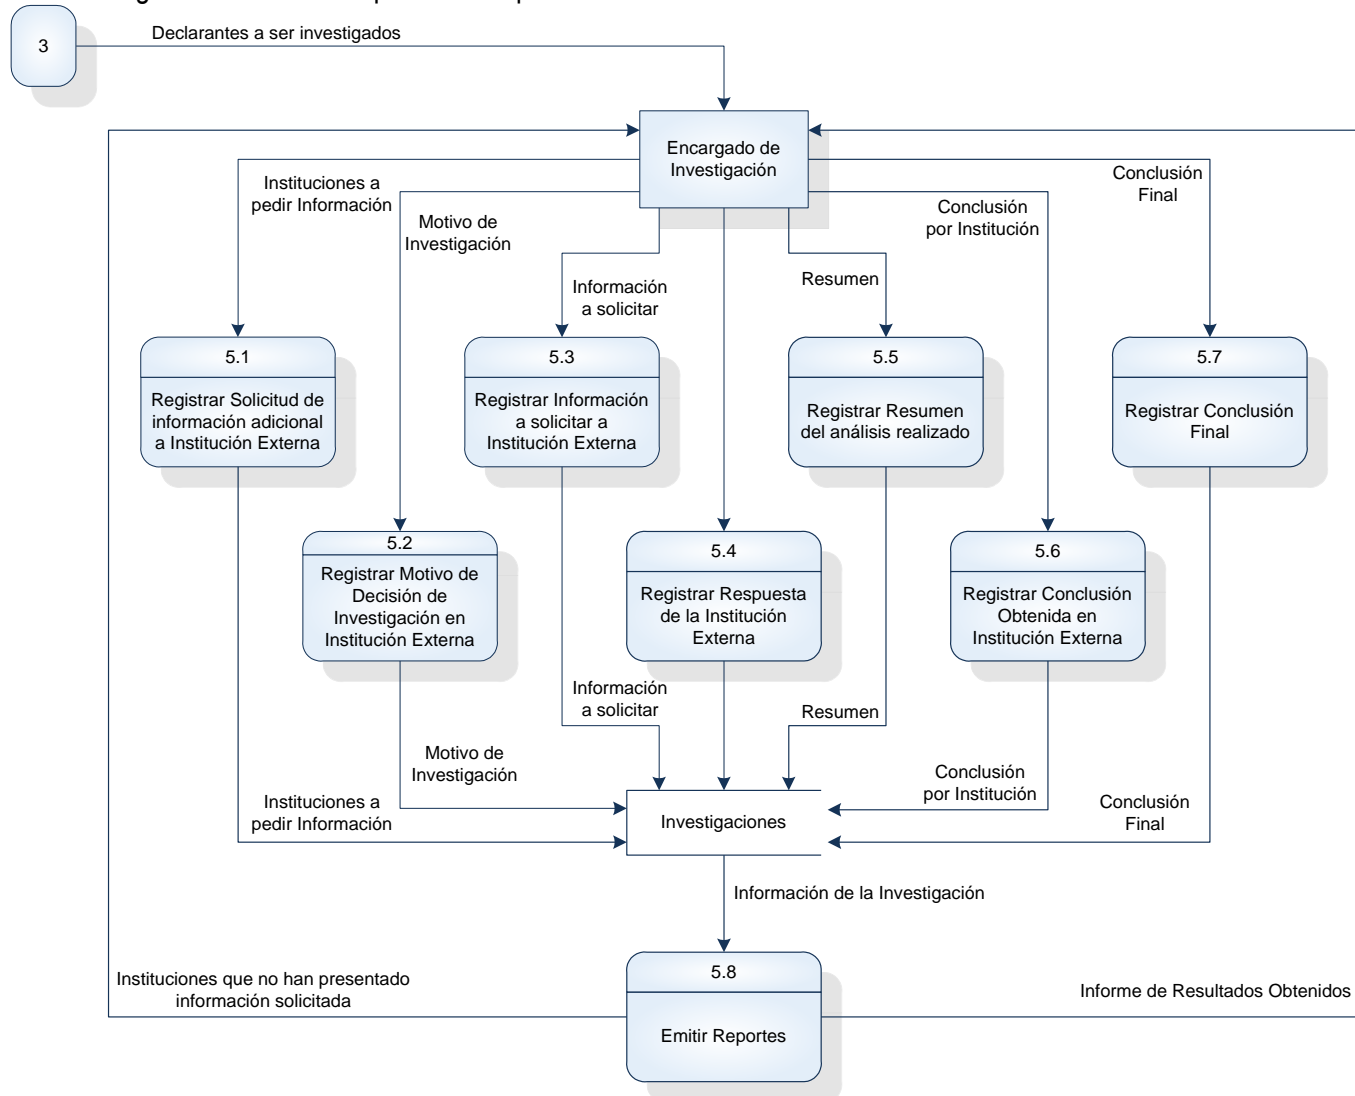 3
Declarantes a ser investigados
Encargado de
Investigación
Instituciones a
pedir Información
Motivo de
Investigación
Información
a solicitar
Resumen
Conclusión
por Institución
Conclusión
Final
5.1
Registrar Solicitud de
información adicional
a Institución Externa
5.3
Registrar Información
a solicitar a
Institución Externa
5.5
Registrar Resumen
del análisis realizado
5.7
Registrar Conclusión
Final
5.2
Registrar Motivo de
Decisión de
Investigación en
Institución Externa
5.4
Registrar Respuesta
de la Institución
Externa
5.6
Registrar Conclusión
Obtenida en
Institución Externa
Información
a solicitar
Resumen
Motivo de
Investigación
Conclusión
por Institución
Instituciones a
pedir Información
Conclusión
Final
Investigaciones
Información de la Investigación
5.8
Emitir Reportes
Instituciones que no han presentado
información solicitada
Informe de Resultados Obtenidos